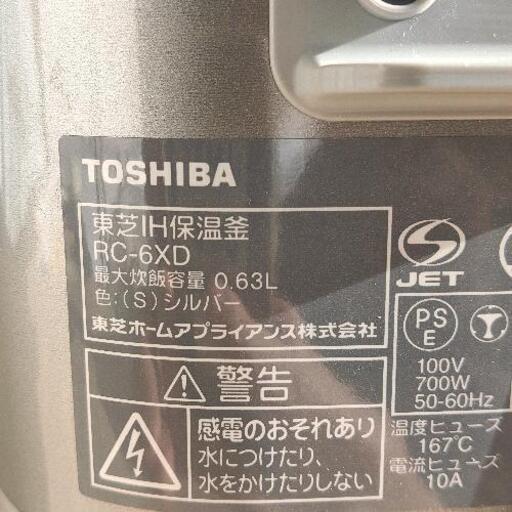 TOSHIBA
東芝IH保温釜
RC-6XD
最大炊飯容量 0.63L
色:(S)シルバー
東芝ホームアプライアンス株式会社
警告
感電のおそれあり
水につけたり、
水をかけたりしない
S
JET
PS
E
100V
700W
50-60Hz
温度ヒューズ
167℃
電流ヒューズ
10A